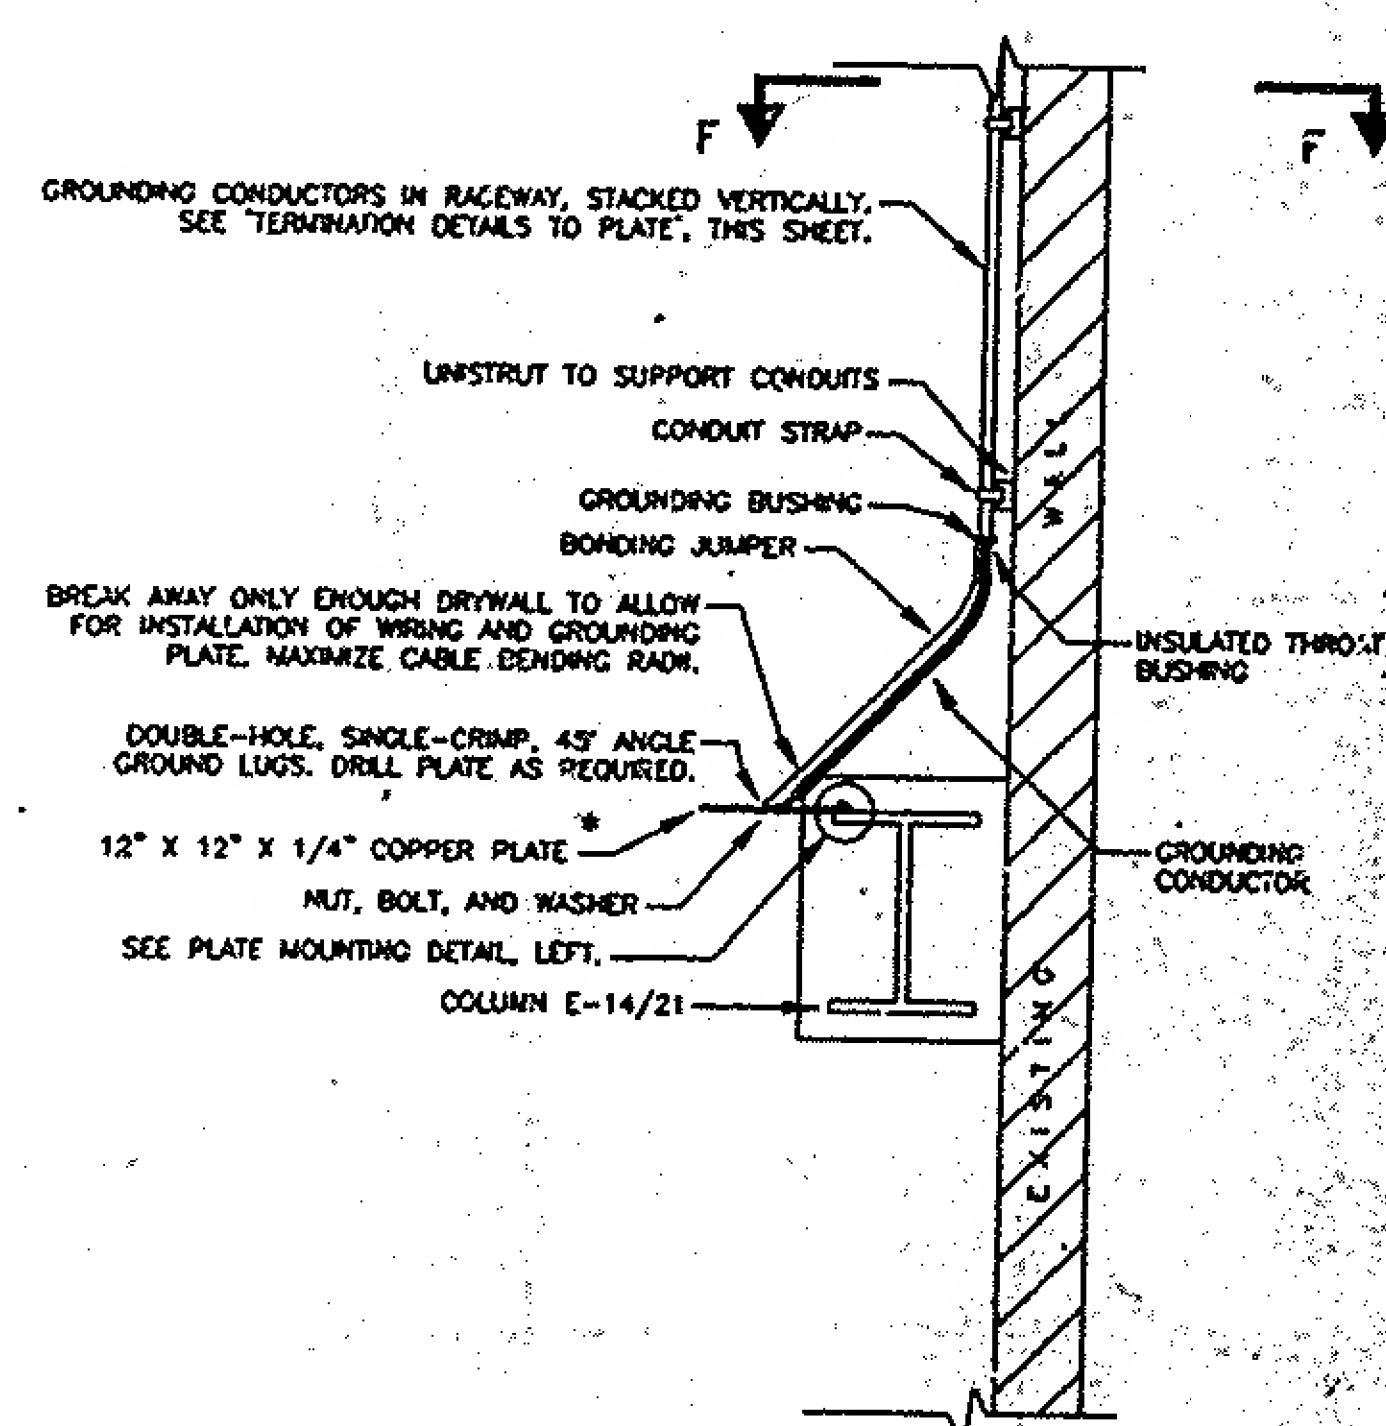 F
F
GROUNDING CONDUCTORS IN RACEWAY, STACKED VERTICALLY,
SEE "TERMINATION DETAILS TO PLATE", THIS SHEET.
UNISTRUT TO SUPPORT CONDUITS
CONDUIT STRAP
GROUNDING BUSHING
BONDING JUMPER
BREAK AWAY ONLY ENOUGH DRYWALL TO ALLOW
FOR INSTALLATION OF WIRING AND GROUNDING
PLATE. MAXIMIZE CABLE BENDING RADII.
INSULATED THROAT
BUSHING
DOUBLE-HOLE, SINGLE-CRIMP, 45° ANGLE
GROUND LUGS. DRILL PLATE AS REQUIRED.
12" X 12" X 1/4" COPPER PLATE *
GROUNDING
CONDUCTOR
NUT, BOLT, AND WASHER
SEE PLATE MOUNTING DETAIL, LEFT.
COLUMN E-14/21
EXISTING WALL